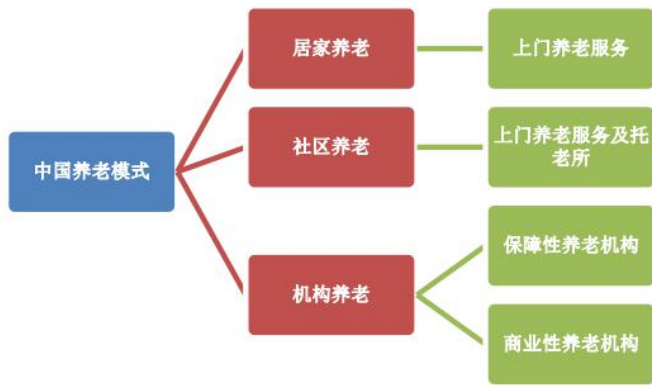 中国养老模式
居家养老
上门养老服务
社区养老
上门养老服务及托
老所
机构养老
保障性养老机构
商业性养老机构